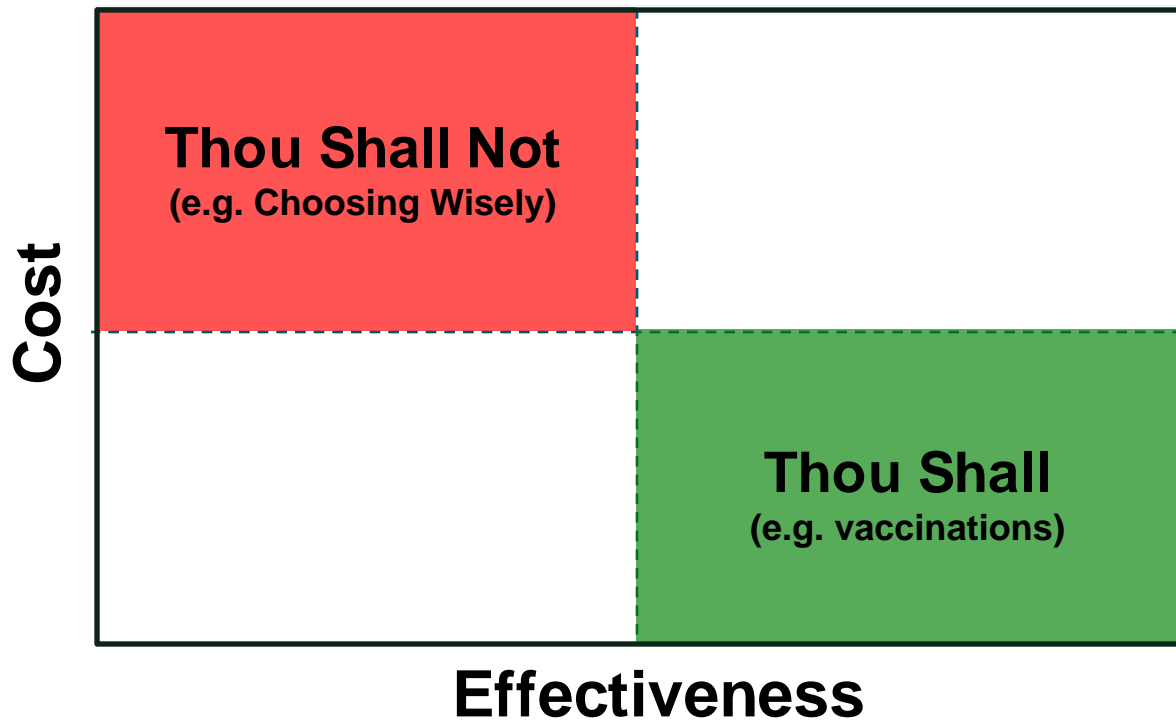 Thou Shall Not
(e.g. Choosing Wisely)
Cost
Thou Shall
(e.g. vaccinations)
Effectiveness